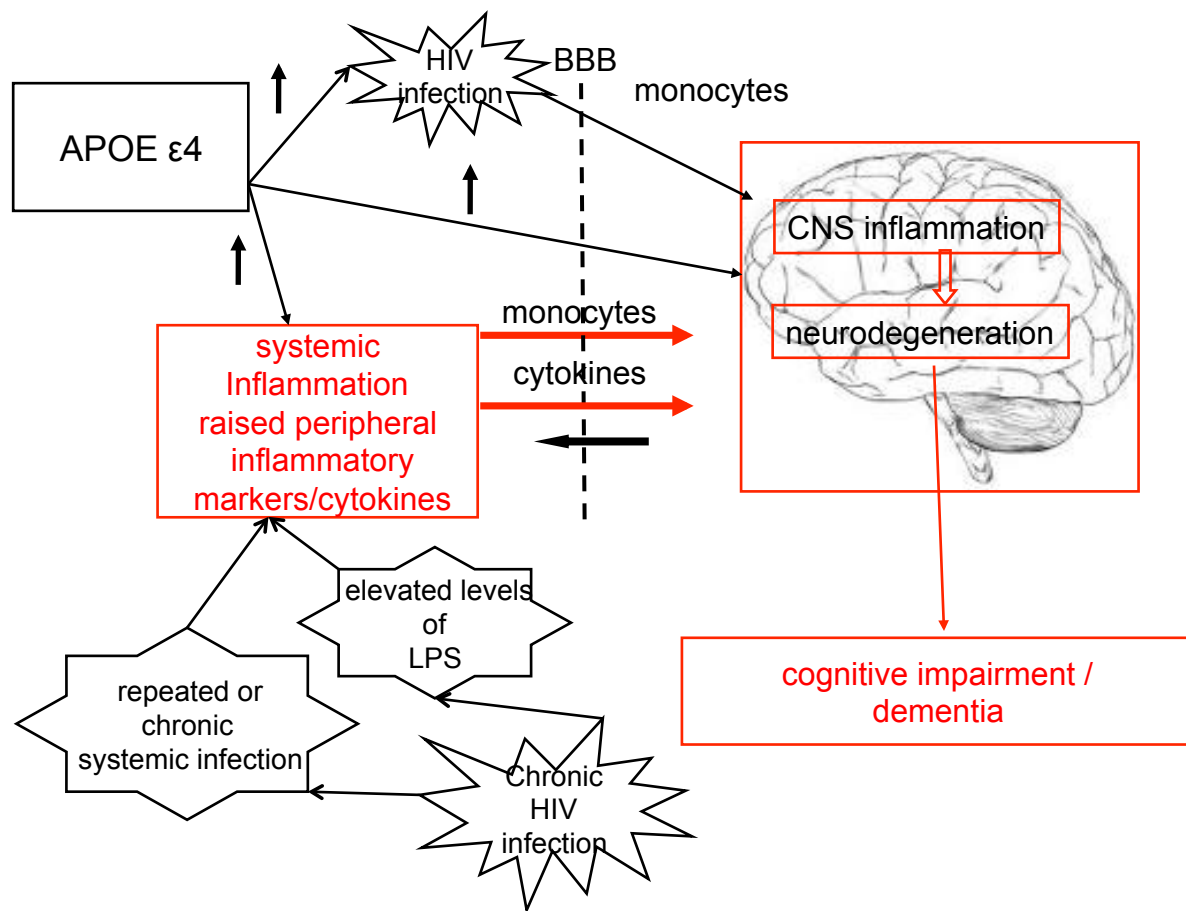 HIV
infection
BBB
monocytes
APOE ε4
CNS inflammation
neurodegeneration
monocytes
cytokines
systemic
Inflammation
raised peripheral
inflammatory
markers/cytokines
elevated levels
of
LPS
repeated or
chronic
systemic infection
Chronic
HIV
infection
cognitive impairment /
dementia